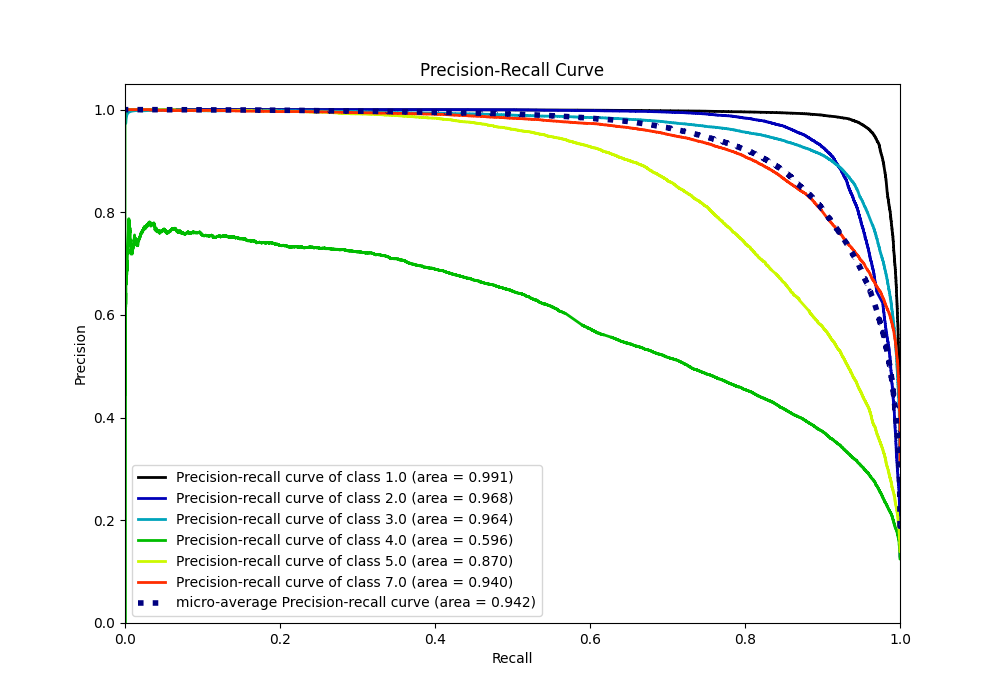 Precision-Recall Curve
1.0
0.8
0.6
0.4
0.2
0.0
Precision
Precision-recall curve of class 1.0 (area = 0.991)
Precision-recall curve of class 2.0 (area = 0.968)
Precision-recall curve of class 3.0 (area = 0.964)
Precision-recall curve of class 4.0 (area = 0.596)
Precision-recall curve of class 5.0 (area = 0.870)
Precision-recall curve of class 7.0 (area = 0.940)
micro-average Precision-recall curve (area = 0.942)
0.0 0.2 0.4 0.6 0.8 1.0
Recall